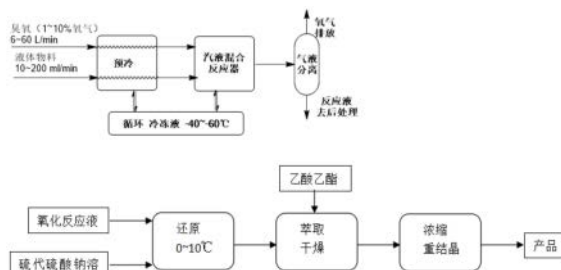 臭氧（1~10%氧气）
6~60 L/min
液体物料
10~200 ml/min
预冷
汽液混合
反应器
氧气
排放
气液
分离
反应液
去后处理
循环 冷冻液 -40~-60℃
乙酸乙酯
氧化反应液
硫代硫酸钠溶
还原
0~10℃
萃取
干燥
浓缩
重结晶
产品